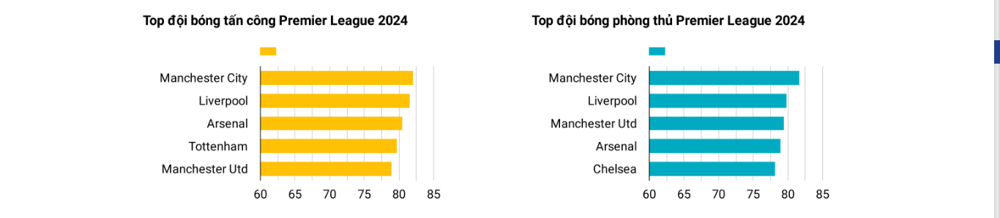 Top đội bóng tấn công Premier League 2024
Manchester City
Liverpool
Arsenal
Tottenham
Manchester Utd
60 65 70 75 80 85
Top đội bóng phòng thủ Premier League 2024
Manchester City
Liverpool
Manchester Utd
Arsenal
Chelsea
60 65 70 75 80 85